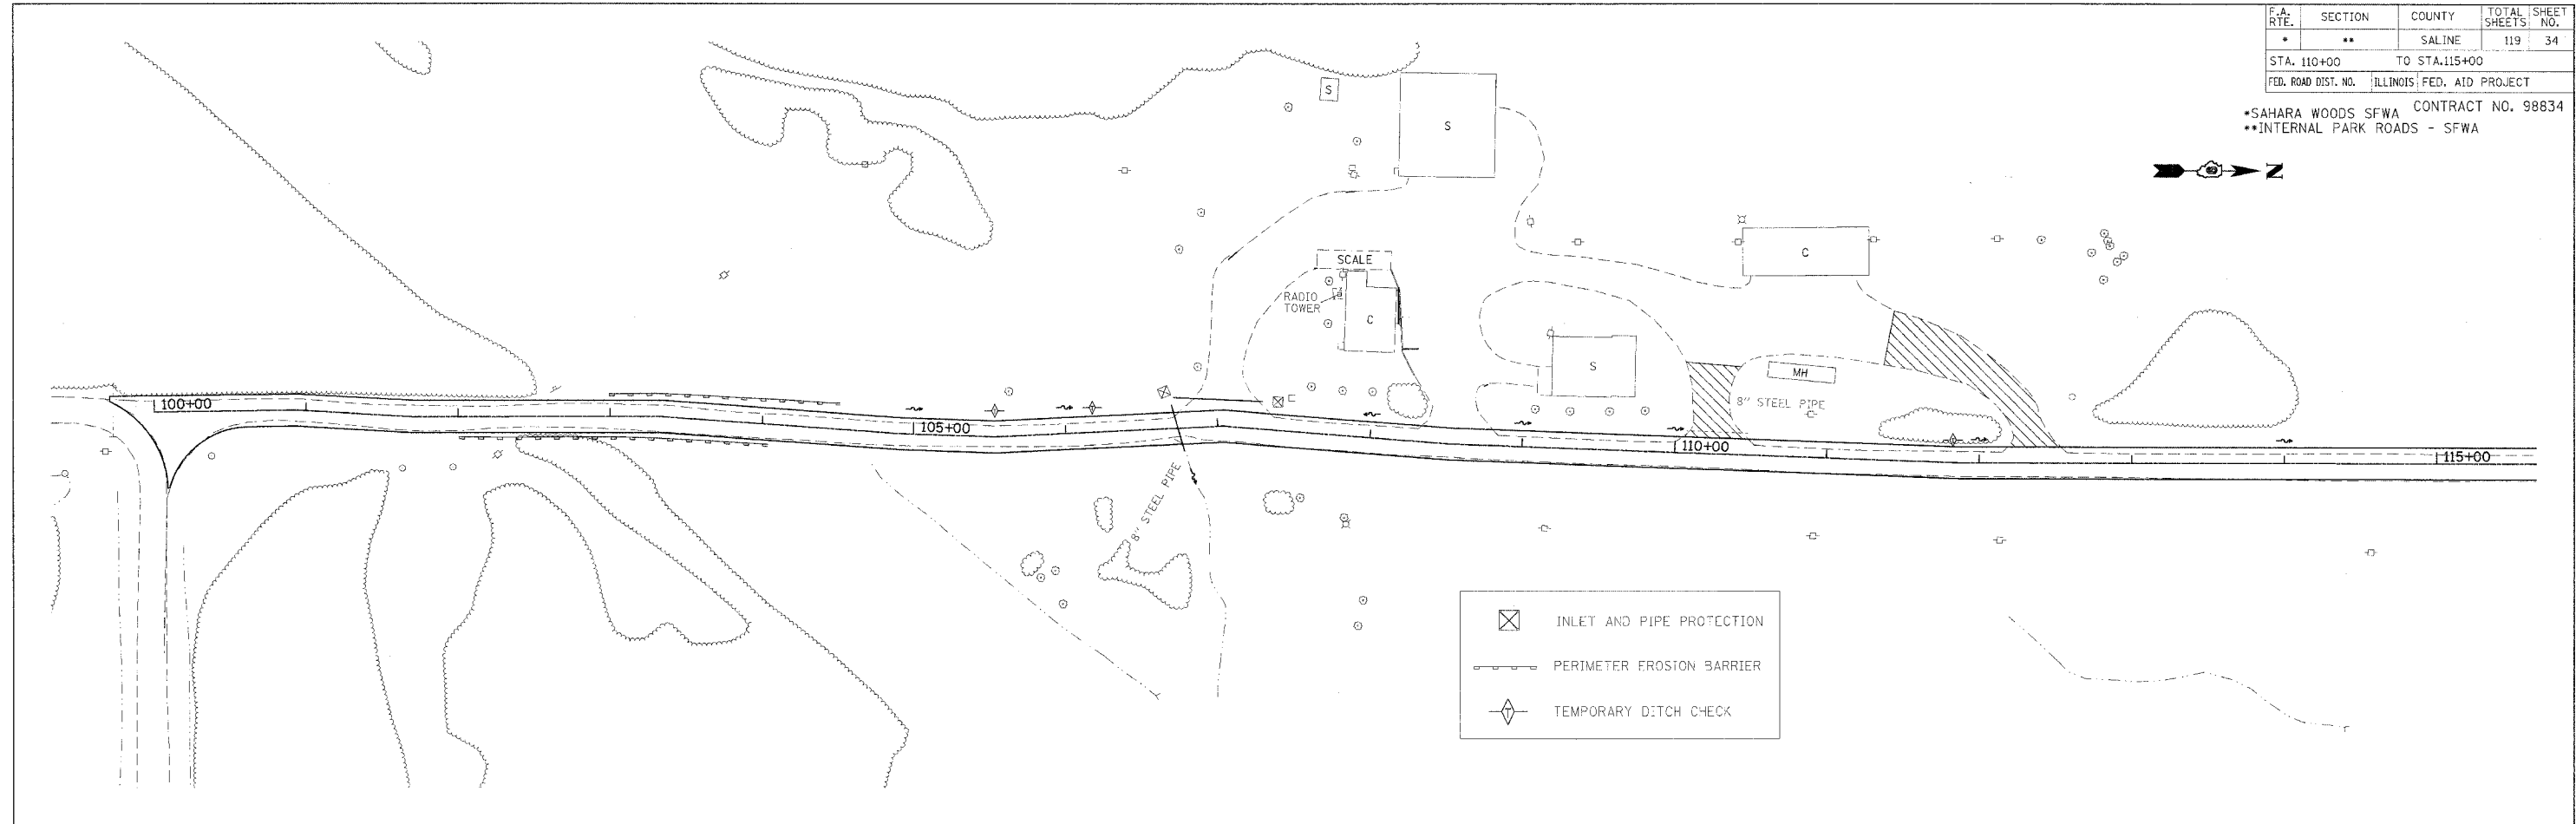 F.A. RTE. SECTION COUNTY TOTAL SHEETS SHEET NO.
* ** SALINE 119 34
STA. 110+00 TO STA.115+00
FED. ROAD DIST. NO. ILLINOIS FED. AID PROJECT
CONTRACT NO. 98834
*SAHARA WOODS SFWA
**INTERNAL PARK ROADS - SFWA
N
S
S
C
SCALE
RADIO
TOWER
C
S
MH
8" STEEL PIPE
100+00
105+00
110+00
115+00
8" STEEL PIPE
INLET AND PIPE PROTECTION
PERIMETER EROSION BARRIER
T TEMPORARY DITCH CHECK